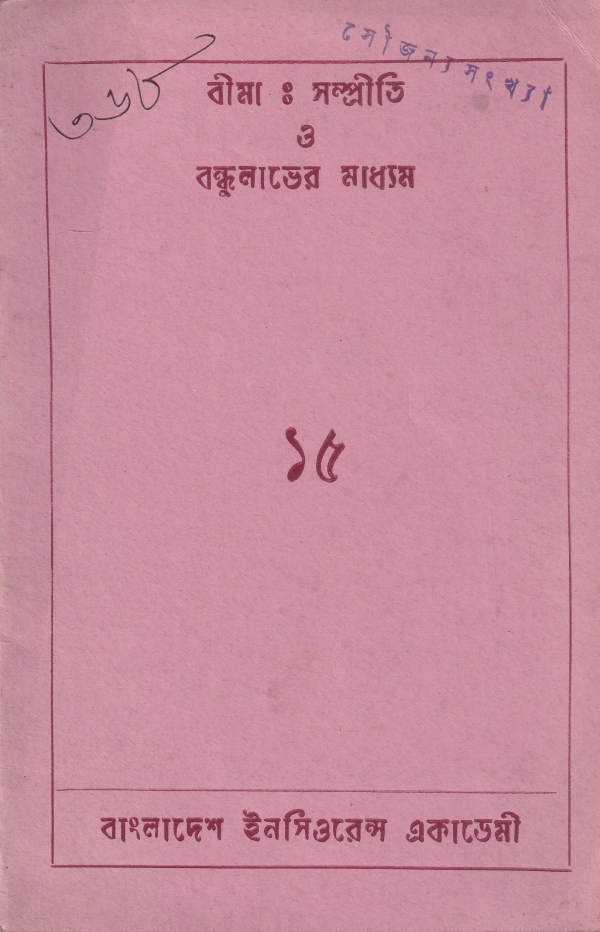 সৌজন্য সংখ্যা
৩৬৮
বীমা ঃ সম্প্রীতি
ও
বন্ধুলাভের মাধ্যম
১৫
বাংলাদেশ ইনসিওরেন্স একাডেমী